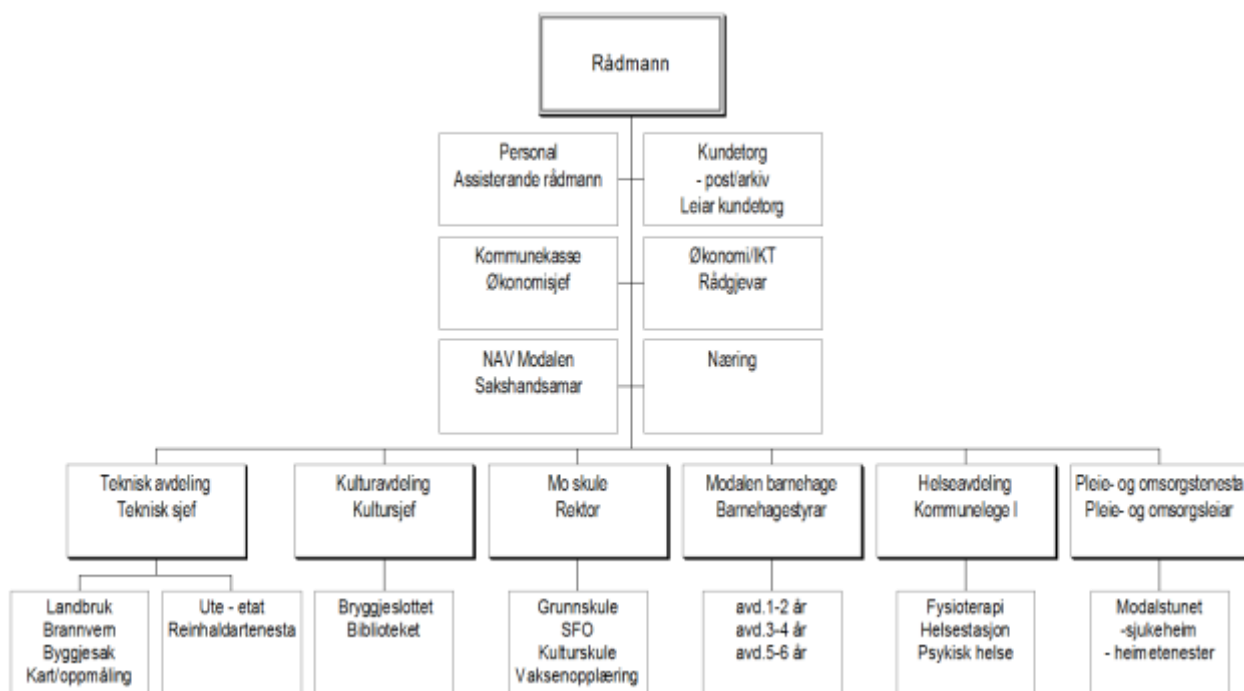 Rådmann
Personal
Assisterande rådmann
Kundetorg
- post/arkiv
Leiar kundetorg
Kommunekasse
Økonomisjef
Økonomi/IKT
Rådgjevar
NAV Modalen
Sakshandsamar
Næring
Teknisk avdeling
Teknisk sjef
Kulturavdeling
Kultursjef
Mo skule
Rektor
Modalen barnehage
Barnehagestyrar
Helseavdeling
Kommunelege I
Pleie- og omsorgstenesta
Pleie- og omsorgsleiar
Landbruk
Brannvern
Byggjesak
Kart/oppmåling
Ute - etat
Reinhaldartenesta
Bryggjeslottet
Biblioteket
Grunnskule
SFO
Kulturskule
Vaksenopplæring
avd.1-2 år
avd.3-4 år
avd.5-6 år
Fysioterapi
Helsestasjon
Psykisk helse
Modalstunet
-sjukeheim
- heimetenester